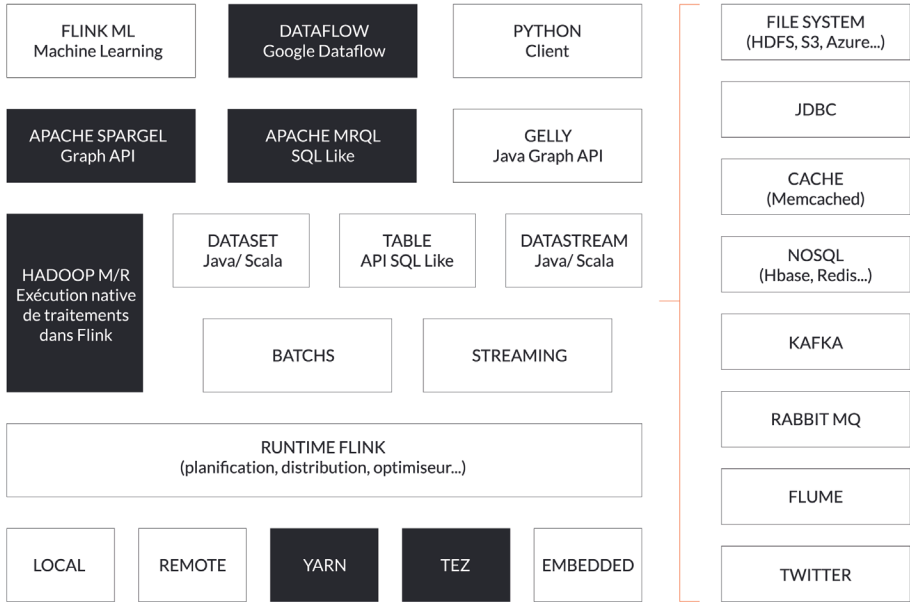 FLINK ML
Machine Learning
DATAFLOW
Google Dataflow
PYTHON
Client
APACHE SPARGEL
Graph API
APACHE MRQL
SQL Like
GELLY
Java Graph API
HADOOP M/R
Exécution native
de traitements
dans Flink
DATASET
Java/ Scala
TABLE
API SQL Like
DATASTREAM
Java/ Scala
BATCHS
STREAMING
RUNTIME FLINK
(planification, distribution, optimiseur...)
LOCAL
REMOTE
YARN
TEZ
EMBEDDED
FILE SYSTEM
(HDFS, S3, Azure...)
JDBC
CACHE
(Memcached)
NOSQL
(Hbase, Redis...)
KAFKA
RABBIT MQ
FLUME
TWITTER